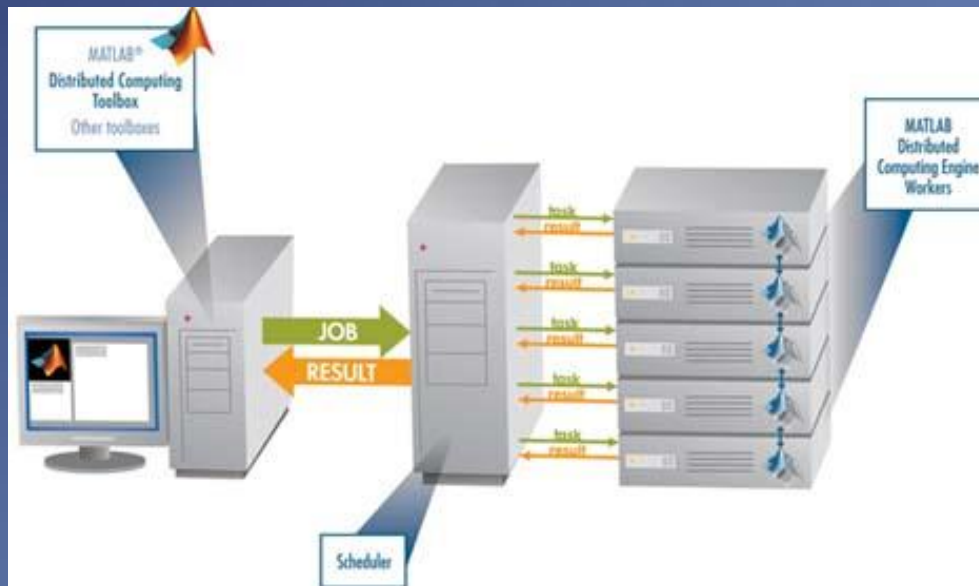 MATLAB®
Distributed Computing
Toolbox
Other toolboxes
MATLAB
Distributed
Computing Engine
Workers
JOB
RESULT
task
result
task
result
task
result
task
result
task
result
Scheduler